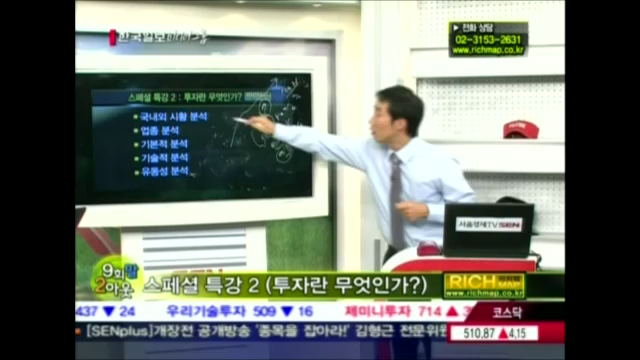 한국일보
▶ 전화 상담
02-3153-2631
www.richmap.co.kr
스페셜 특강 2 : 투자란 무엇인가?
국내외 시황 분석
업종 분석
기본적 분석
기술적 분석
유동성 분석
서울경제TV SEN
9회말
2아웃
스페셜 특강 2 (투자란 무엇인가?)
RICH MAP
www.richmap.co.kr
437 ▼ 24 우리기술투자 509 ▼ 16 제미니투자 714 ▲
코스닥
[SENplus]개장전 공개방송 '종목을 잡아라!' 김형근 전문위원
510.87 ▲4.15